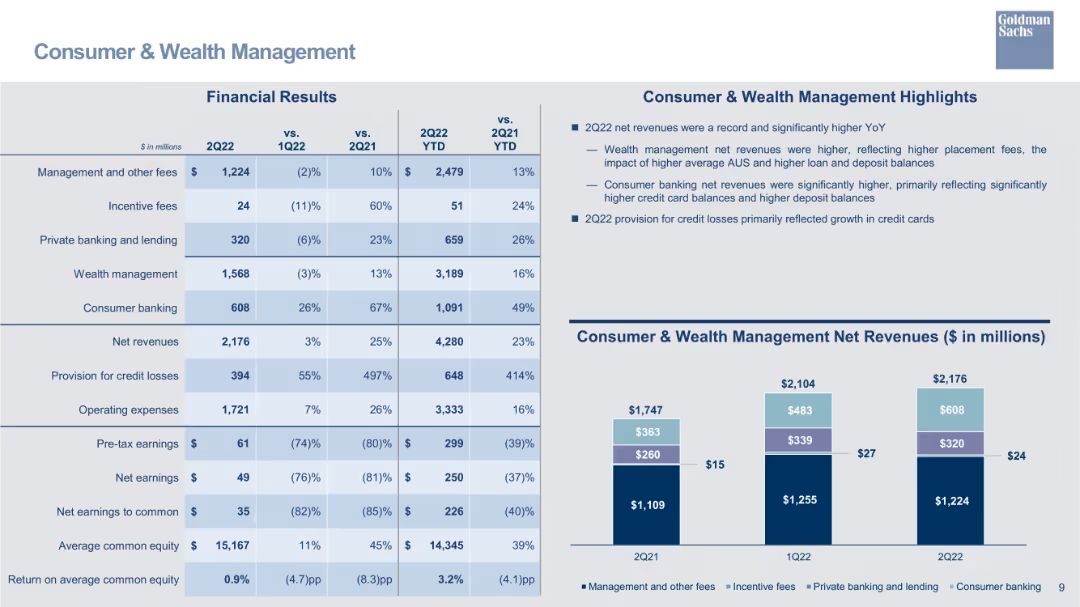 Goldman
Sachs
Consumer & Wealth Management
Financial Results
$ in millions 2Q22 vs. 1Q22 vs. 2Q21 2Q22 YTD vs. 2Q21 YTD
Management and other fees $ 1,224 (2)% 10% $ 2,479 13%
Incentive fees 24 (11)% 60% 51 24%
Private banking and lending 320 (6)% 23% 659 26%
Wealth management 1,568 (3)% 13% 3,189 16%
Consumer banking 608 26% 67% 1,091 49%
Net revenues 2,176 3% 25% 4,280 23%
Provision for credit losses 394 55% 497% 648 414%
Operating expenses 1,721 7% 26% 3,333 16%
Pre-tax earnings $ 61 (74)% (80)% $ 299 (39)%
Net earnings $ 49 (76)% (81)% $ 250 (37)%
Net earnings to common $ 35 (82)% (85)% $ 226 (40)%
Average common equity $ 15,167 11% 45% $ 14,345 39%
Return on average common equity 0.9% (4.7)pp (8.3)pp 3.2% (4.1)pp
Consumer & Wealth Management Highlights
■ 2Q22 net revenues were a record and significantly higher YoY
— Wealth management net revenues were higher, reflecting higher placement fees, the
impact of higher average AUS and higher loan and deposit balances
— Consumer banking net revenues were significantly higher, primarily reflecting significantly
higher credit card balances and higher deposit balances
■ 2Q22 provision for credit losses primarily reflected growth in credit cards
Consumer & Wealth Management Net Revenues ($ in millions)
$1,747 $2,104 $2,176
$363 $483 $608
$260 $339 $320
$15 $27 $24
$1,109 $1,255 $1,224
2Q21 1Q22 2Q22
■ Management and other fees ■ Incentive fees ■ Private banking and lending ■ Consumer banking
9